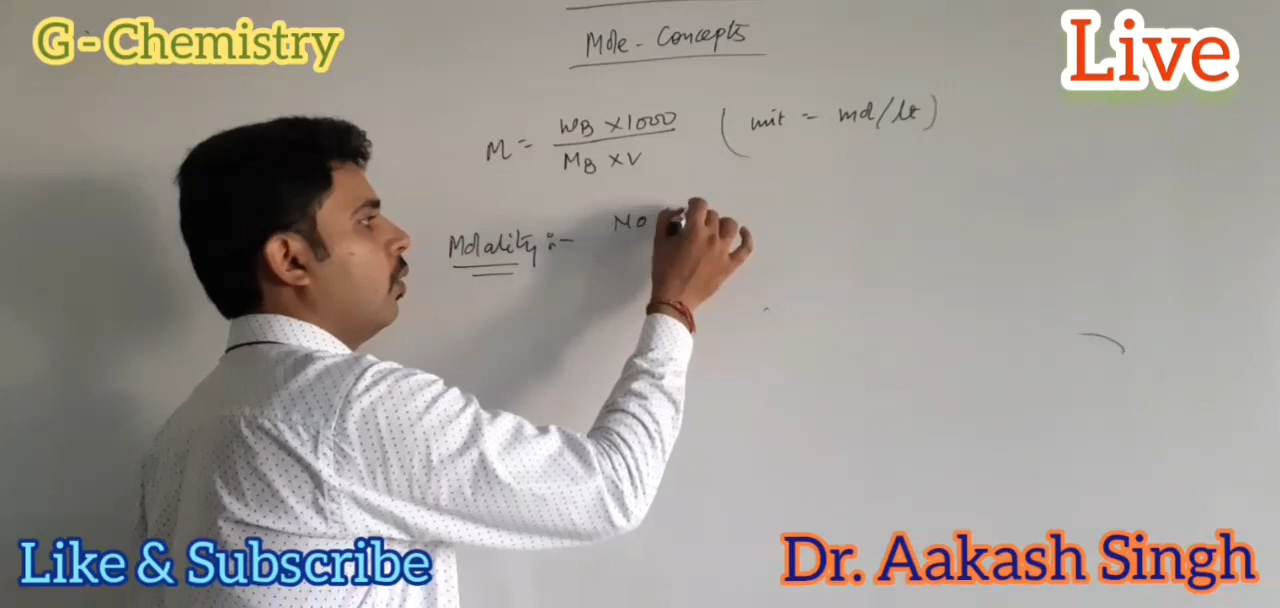 G - Chemistry
Live
Mole - Concepts
M = WB × 1000 / MB × V (unit = mol/lt)
Molality :- No
Like & Subscribe
Dr. Aakash Singh